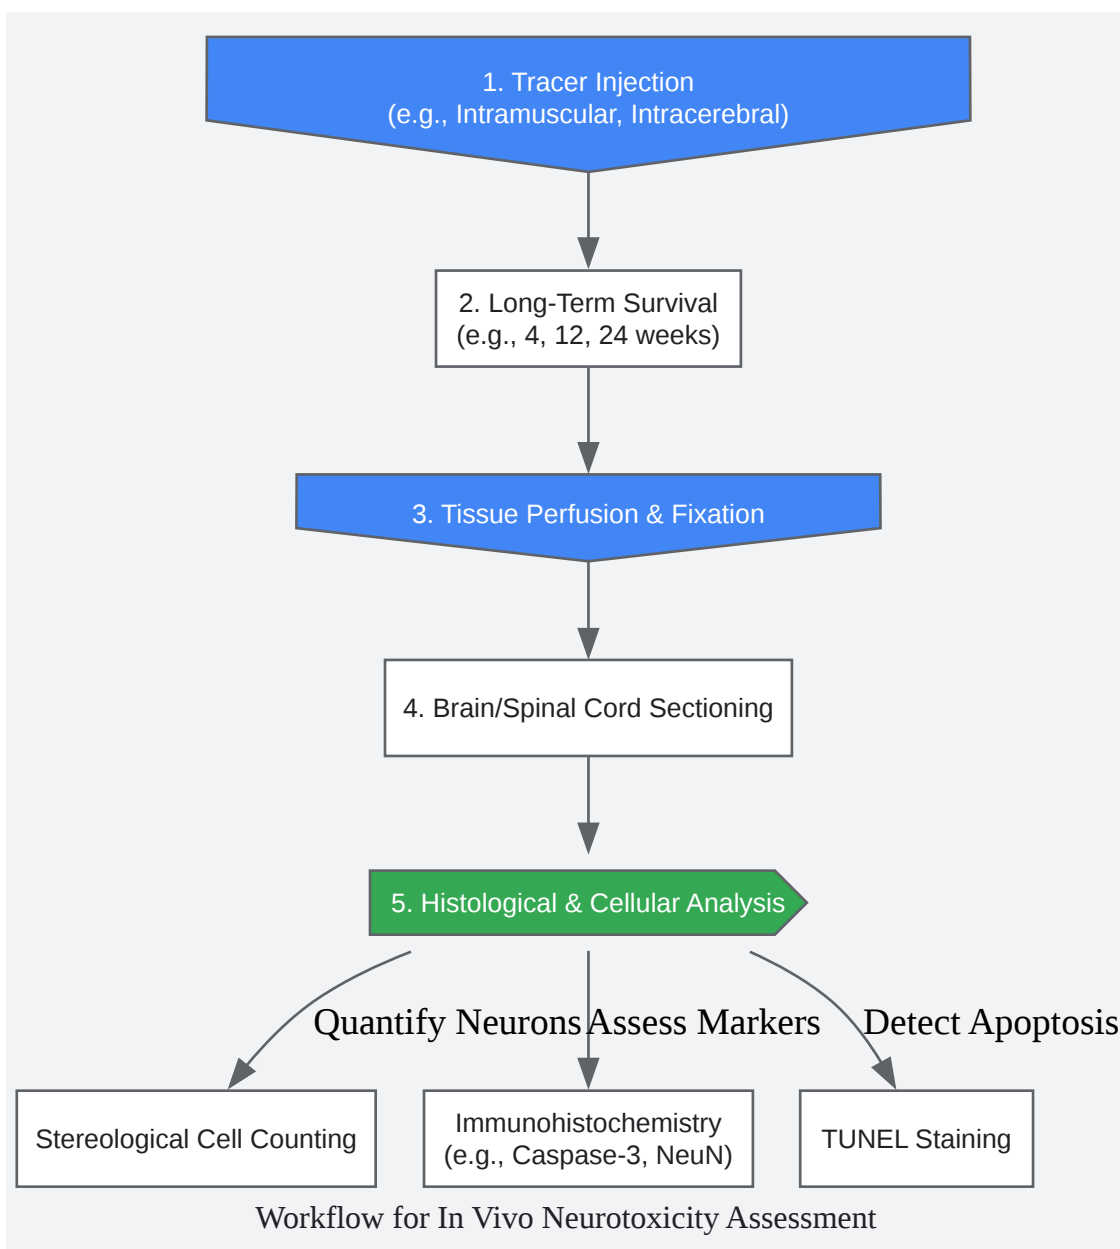 1. Tracer Injection
(e.g., Intramuscular, Intracerebral)
2. Long-Term Survival
(e.g., 4, 12, 24 weeks)
3. Tissue Perfusion & Fixation
4. Brain/Spinal Cord Sectioning
5. Histological & Cellular Analysis
Quantify Neurons
Assess Markers
Detect Apoptosis
Stereological Cell Counting
Immunohistochemistry
(e.g., Caspase-3, NeuN)
TUNEL Staining
Workflow for In Vivo Neurotoxicity Assessment